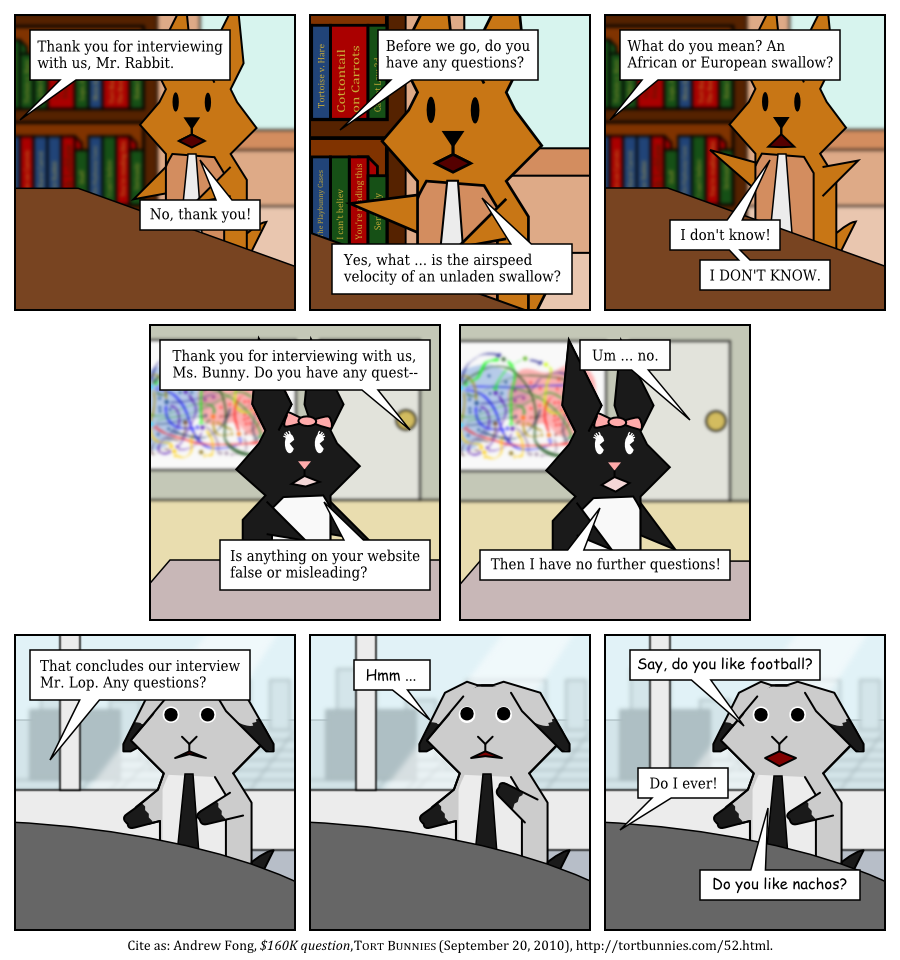 Thank you for interviewing
with us, Mr. Rabbit.
No, thank you!
Tortoise v. Hare
Cottontail
on Carrots
Before we go, do you
have any questions?
I can't believ
You're reading this
Yes, what ... is the airspeed
velocity of an unladen swallow?
What do you mean? An
African or European swallow?
I don't know!
I DON'T KNOW.
Thank you for interviewing with us,
Ms. Bunny. Do you have any quest--
Is anything on your website
false or misleading?
Um ... no.
Then I have no further questions!
That concludes our interview
Mr. Lop. Any questions?
Hmm ...
Say, do you like football?
Do I ever!
Do you like nachos?
Cite as: Andrew Fong, $160K question,TORT BUNNIES (September 20, 2010), http://tortbunnies.com/52.html.